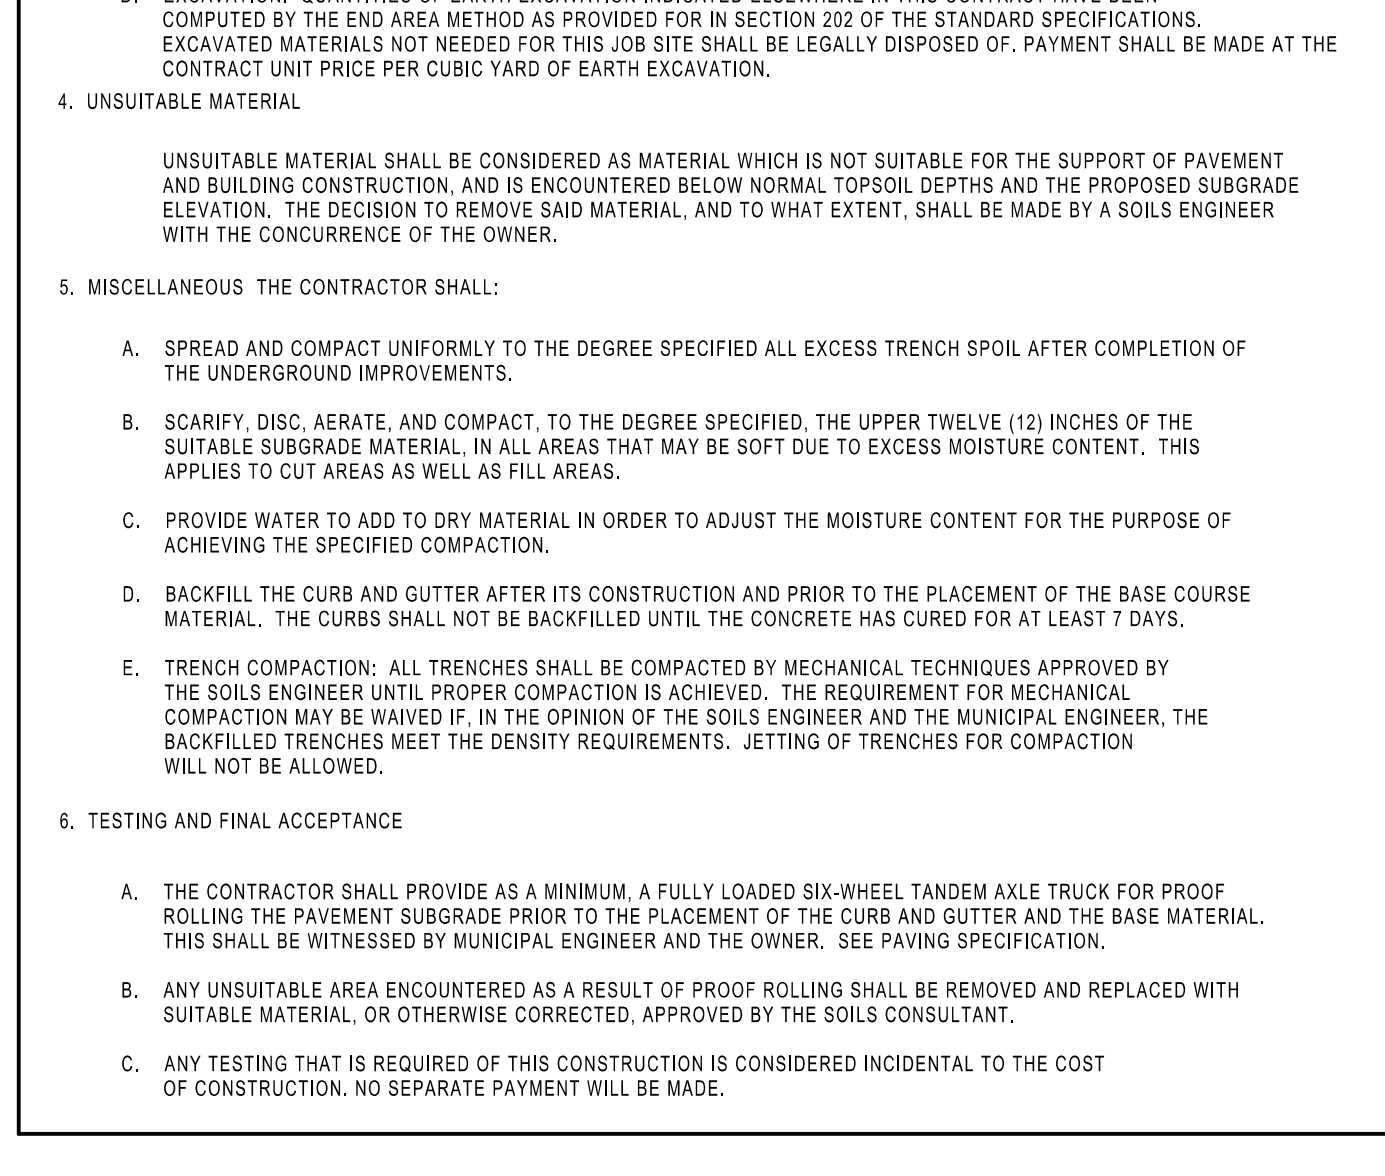 B. EXCAVATION: QUANTITIES OF EARTH EXCAVATION INDICATED ELSEWHERE IN THIS CONTRACT HAVE BEEN
COMPUTED BY THE END AREA METHOD AS PROVIDED FOR IN SECTION 202 OF THE STANDARD SPECIFICATIONS.
EXCAVATED MATERIALS NOT NEEDED FOR THIS JOB SITE SHALL BE LEGALLY DISPOSED OF. PAYMENT SHALL BE MADE AT THE
CONTRACT UNIT PRICE PER CUBIC YARD OF EARTH EXCAVATION.
4. UNSUITABLE MATERIAL
UNSUITABLE MATERIAL SHALL BE CONSIDERED AS MATERIAL WHICH IS NOT SUITABLE FOR THE SUPPORT OF PAVEMENT
AND BUILDING CONSTRUCTION, AND IS ENCOUNTERED BELOW NORMAL TOPSOIL DEPTHS AND THE PROPOSED SUBGRADE
ELEVATION. THE DECISION TO REMOVE SAID MATERIAL, AND TO WHAT EXTENT, SHALL BE MADE BY A SOILS ENGINEER
WITH THE CONCURRENCE OF THE OWNER.
5. MISCELLANEOUS THE CONTRACTOR SHALL:
A. SPREAD AND COMPACT UNIFORMLY TO THE DEGREE SPECIFIED ALL EXCESS TRENCH SPOIL AFTER COMPLETION OF
THE UNDERGROUND IMPROVEMENTS.
B. SCARIFY, DISC, AERATE, AND COMPACT, TO THE DEGREE SPECIFIED, THE UPPER TWELVE (12) INCHES OF THE
SUITABLE SUBGRADE MATERIAL, IN ALL AREAS THAT MAY BE SOFT DUE TO EXCESS MOISTURE CONTENT. THIS
APPLIES TO CUT AREAS AS WELL AS FILL AREAS.
C. PROVIDE WATER TO ADD TO DRY MATERIAL IN ORDER TO ADJUST THE MOISTURE CONTENT FOR THE PURPOSE OF
ACHIEVING THE SPECIFIED COMPACTION.
D. BACKFILL THE CURB AND GUTTER AFTER ITS CONSTRUCTION AND PRIOR TO THE PLACEMENT OF THE BASE COURSE
MATERIAL. THE CURBS SHALL NOT BE BACKFILLED UNTIL THE CONCRETE HAS CURED FOR AT LEAST 7 DAYS.
E. TRENCH COMPACTION: ALL TRENCHES SHALL BE COMPACTED BY MECHANICAL TECHNIQUES APPROVED BY
THE SOILS ENGINEER UNTIL PROPER COMPACTION IS ACHIEVED. THE REQUIREMENT FOR MECHANICAL
COMPACTION MAY BE WAIVED IF, IN THE OPINION OF THE SOILS ENGINEER AND THE MUNICIPAL ENGINEER, THE
BACKFILLED TRENCHES MEET THE DENSITY REQUIREMENTS. JETTING OF TRENCHES FOR COMPACTION
WILL NOT BE ALLOWED.
6. TESTING AND FINAL ACCEPTANCE
A. THE CONTRACTOR SHALL PROVIDE AS A MINIMUM, A FULLY LOADED SIX-WHEEL TANDEM AXLE TRUCK FOR PROOF
ROLLING THE PAVEMENT SUBGRADE PRIOR TO THE PLACEMENT OF THE CURB AND GUTTER AND THE BASE MATERIAL.
THIS SHALL BE WITNESSED BY MUNICIPAL ENGINEER AND THE OWNER. SEE PAVING SPECIFICATION.
B. ANY UNSUITABLE AREA ENCOUNTERED AS A RESULT OF PROOF ROLLING SHALL BE REMOVED AND REPLACED WITH
SUITABLE MATERIAL, OR OTHERWISE CORRECTED, APPROVED BY THE SOILS CONSULTANT.
C. ANY TESTING THAT IS REQUIRED OF THIS CONSTRUCTION IS CONSIDERED INCIDENTAL TO THE COST
OF CONSTRUCTION. NO SEPARATE PAYMENT WILL BE MADE.